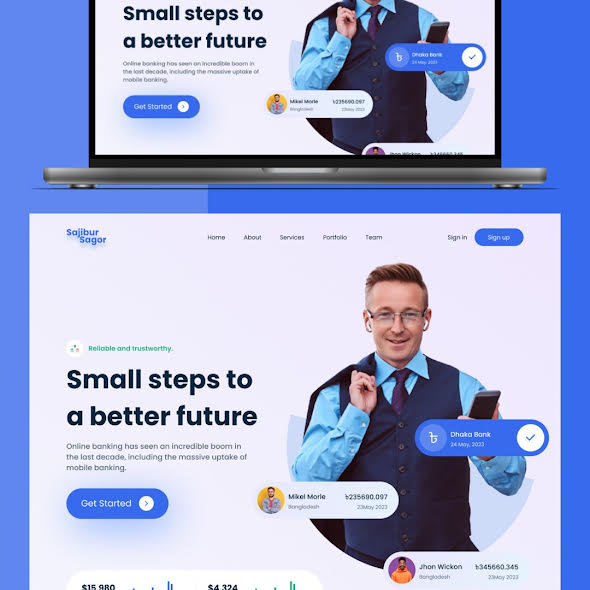 Small steps to
a better future
Online banking has seen an incredible boom in
the last decade, including the massive uptake of
mobile banking.
Get Started
Dhaka Bank
24 May, 2023
Mikel Morle
৳235690.097
Bangladesh
23May 2023
Jhon Wickon
৳345660.345
Sajibur
Sagor
Home
About
Services
Portfolio
Team
Sign in
Sign up
Reliable and trustworthy.
Small steps to
a better future
Online banking has seen an incredible boom in
the last decade, including the massive uptake of
mobile banking.
Get Started
৳
Dhaka Bank
24 May, 2023
Mikel Morle
৳235690.097
Bangladesh
23May 2023
Jhon Wickon
৳345660.345
Bangladesh
23May 2023
$15,980
$4,324